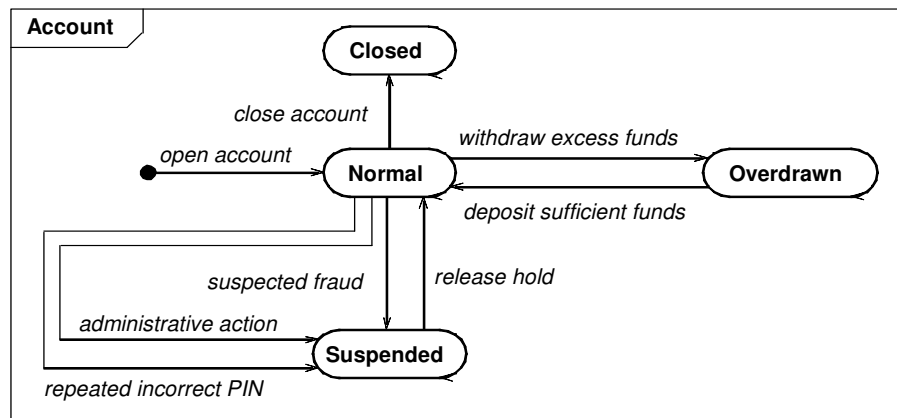 Account
Closed
close account
withdraw excess funds
open account
Normal
Overdrawn
deposit sufficient funds
suspected fraud
release hold
administrative action
Suspended
repeated incorrect PIN